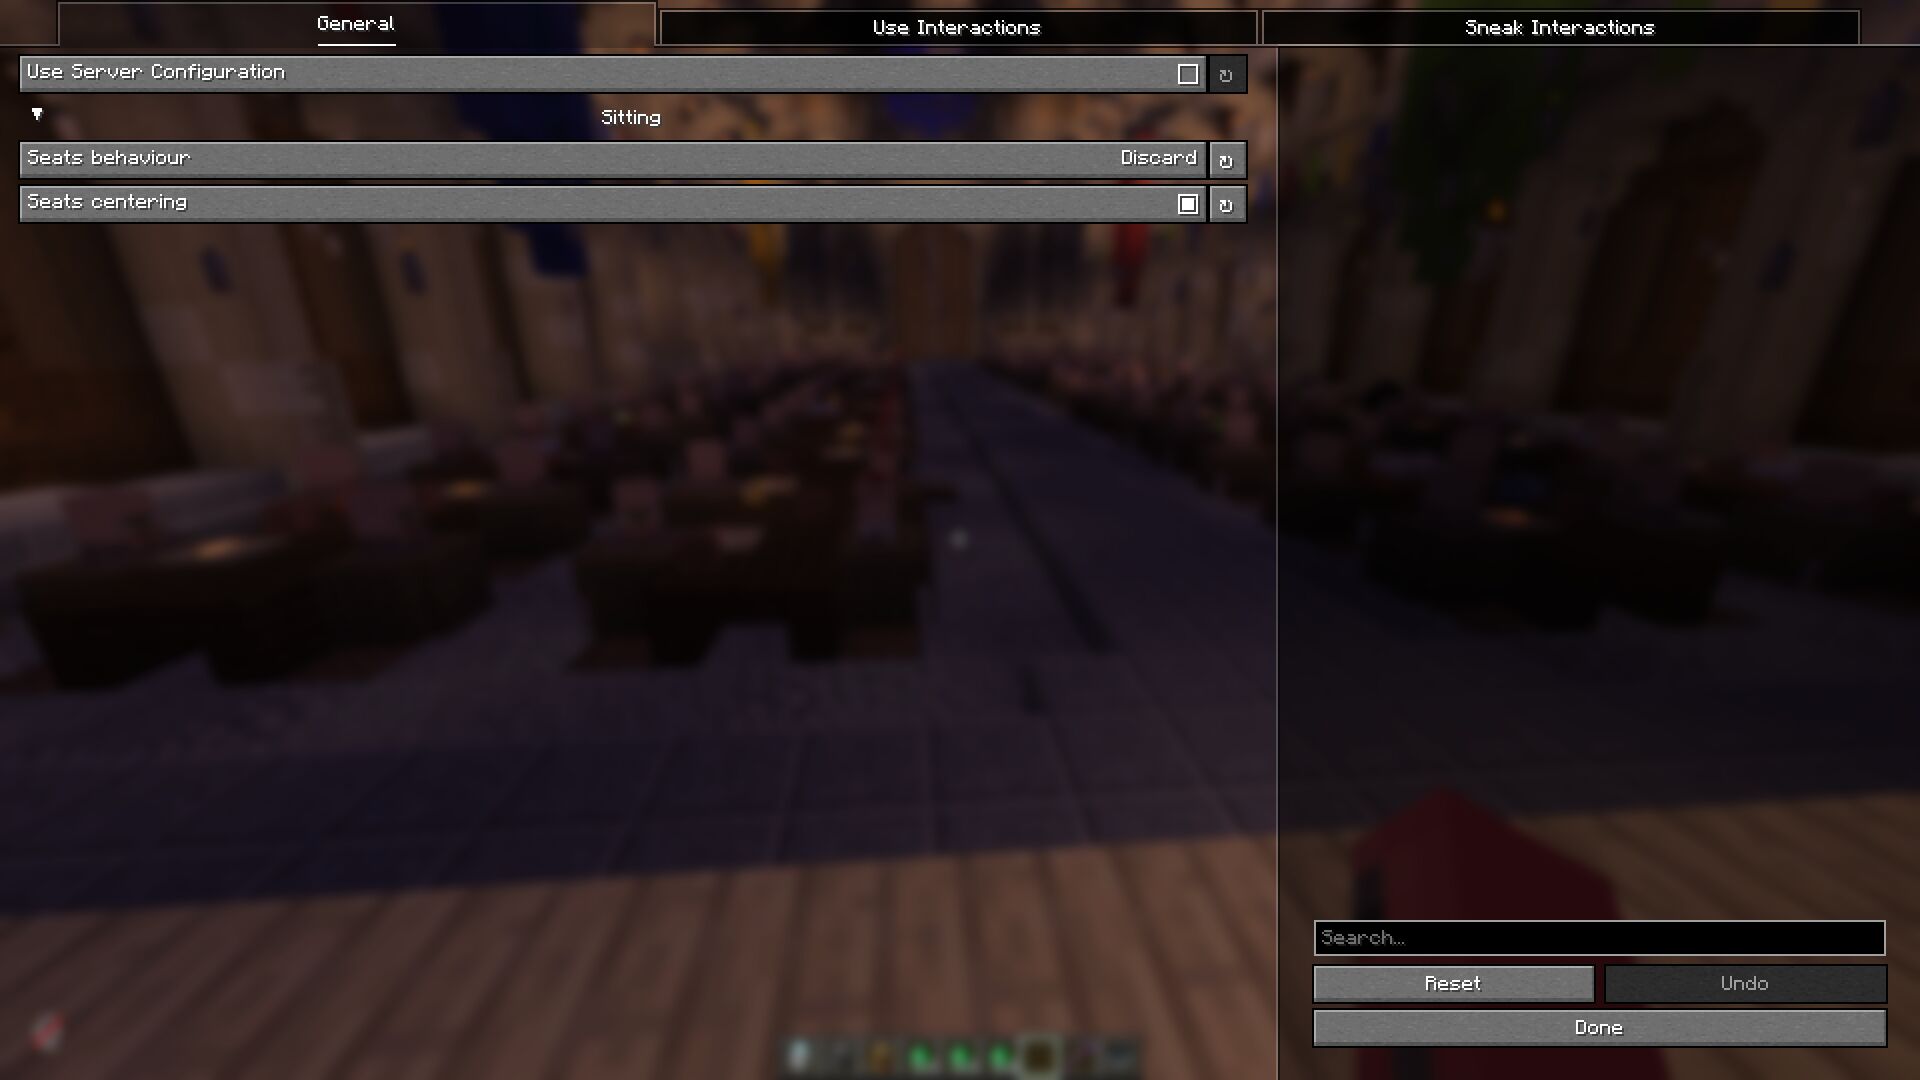 General
Use Interactions
Sneak Interactions
Use Server Configuration
Sitting
Seats behaviour
Discard
Seats centering
Search...
Reset
Undo
Done